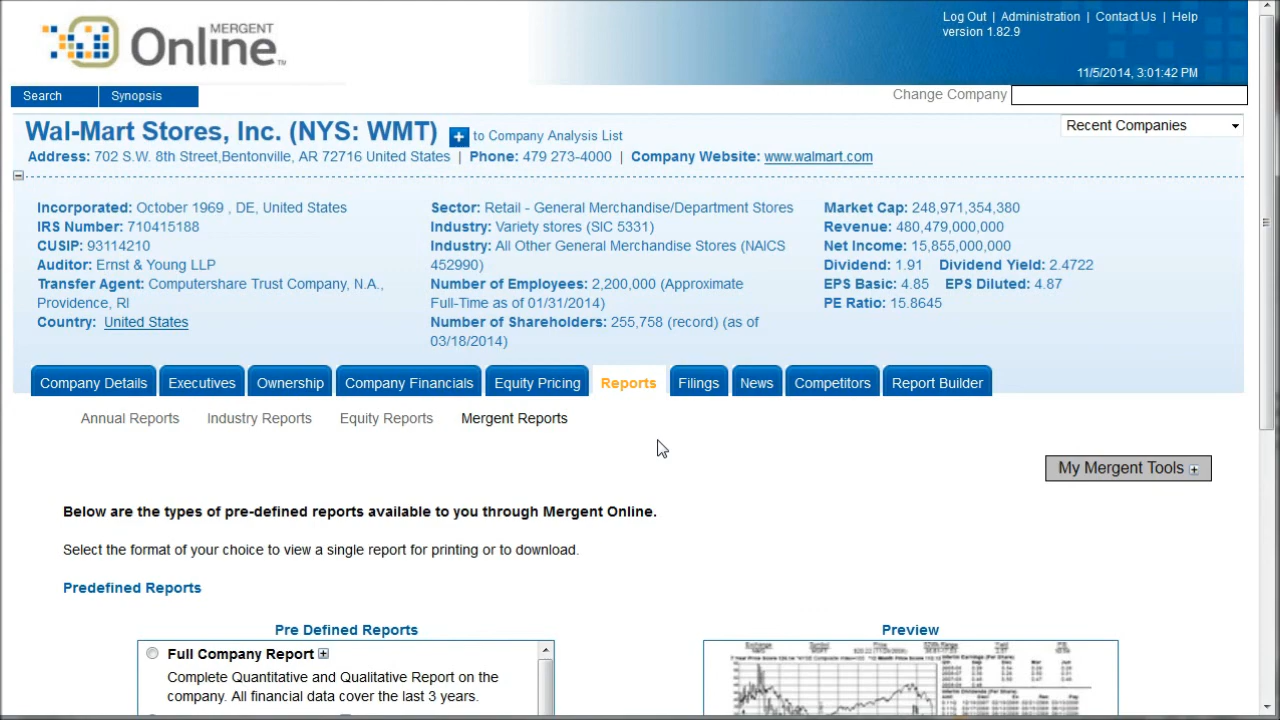 MERGENT
Online
Log Out | Administration | Contact Us | Help
version 1.82.9
11/5/2014, 3:01:42 PM
Search Synopsis
Change Company
Wal-Mart Stores, Inc. (NYS: WMT) + to Company Analysis List
Recent Companies
Address: 702 S.W. 8th Street,Bentonville, AR 72716 United States | Phone: 479 273-4000 | Company Website: www.walmart.com
Incorporated: October 1969 , DE, United States
IRS Number: 710415188
CUSIP: 93114210
Auditor: Ernst & Young LLP
Transfer Agent: Computershare Trust Company, N.A.,
Providence, RI
Country: United States
Sector: Retail - General Merchandise/Department Stores
Industry: Variety stores (SIC 5331)
Industry: All Other General Merchandise Stores (NAICS
452990)
Number of Employees: 2,200,000 (Approximate
Full-Time as of 01/31/2014)
Number of Shareholders: 255,758 (record) (as of
03/18/2014)
Market Cap: 248,971,354,380
Revenue: 480,479,000,000
Net Income: 15,855,000,000
Dividend: 1.91 Dividend Yield: 2.4722
EPS Basic: 4.85 EPS Diluted: 4.87
PE Ratio: 15.8645
Company Details Executives Ownership Company Financials Equity Pricing Reports Filings News Competitors Report Builder
Annual Reports Industry Reports Equity Reports Mergent Reports
My Mergent Tools
Below are the types of pre-defined reports available to you through Mergent Online.
Select the format of your choice to view a single report for printing or to download.
Predefined Reports
Pre Defined Reports
Full Company Report
Complete Quantitative and Qualitative Report on the
company. All financial data cover the last 3 years.
Preview